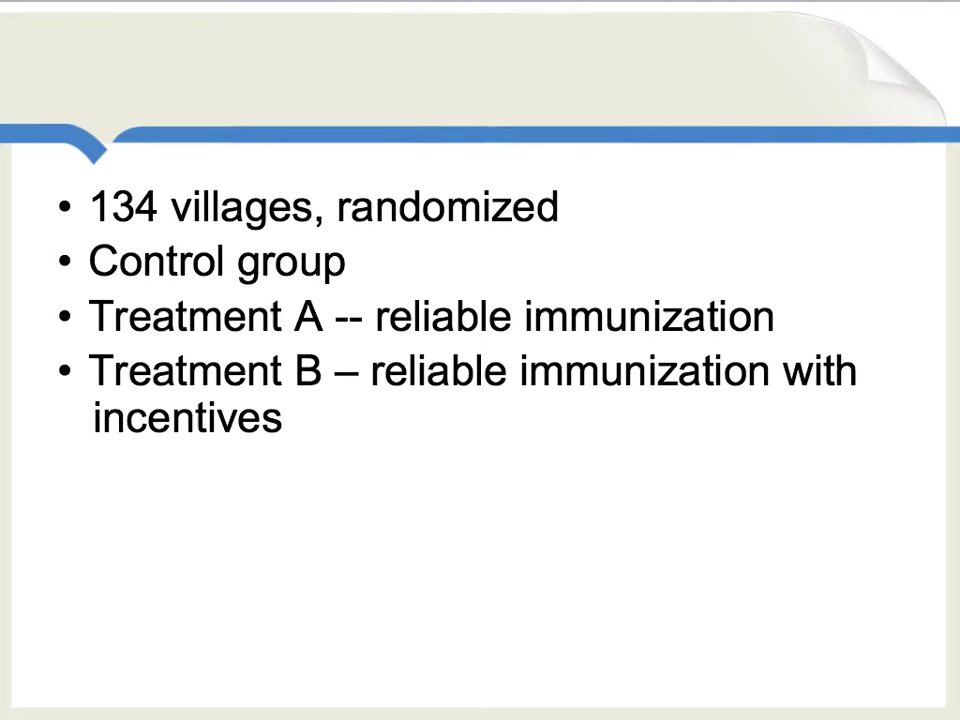 • 134 villages, randomized
• Control group
• Treatment A -- reliable immunization
• Treatment B – reliable immunization with
incentives